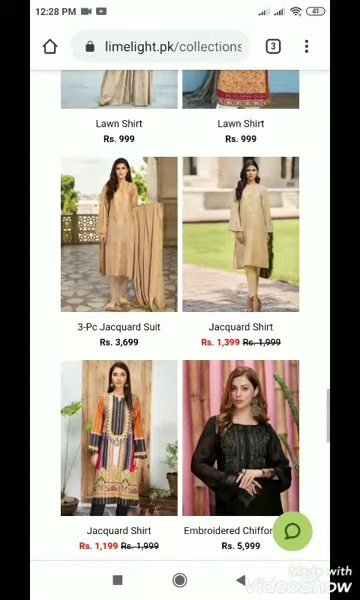 12:28 PM
41
limelight.pk/collections
3
Lawn Shirt
Lawn Shirt
Rs. 999
Rs. 999
3-Pc Jacquard Suit
Jacquard Shirt
Rs. 3,699
Rs. 1,399 Rs. 1,999
Jacquard Shirt
Embroidered Chiffon
Rs. 1,199 Rs. 1,999
Rs. 5,999
Made with
VideoShow